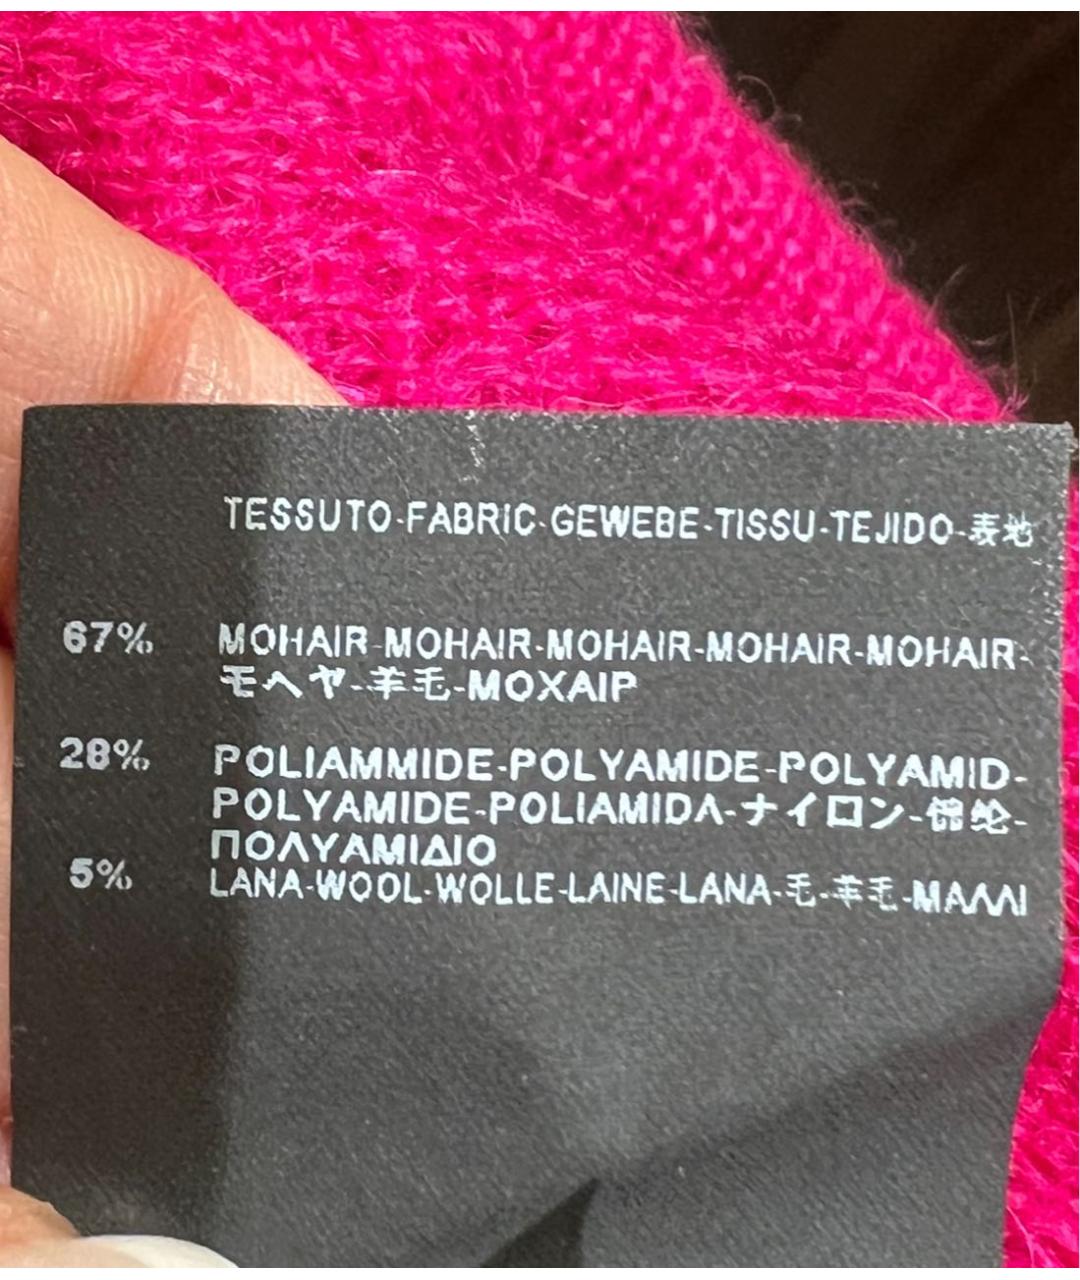 TESSUTO-FABRIC-GEWEBE-TISSU-TEJIDO-表地
67% MOHAIR-MOHAIR-MOHAIR-MOHAIR-MOHAIR-
モヘヤ-羊毛-MOXAIP
28% POLIAMMIDE-POLYAMIDE-POLYAMID-
POLYAMIDE-POLIAMIDA-ナイロン-锦纶-
ΠΟΛΥΑΜΙΔΙΟ
5% LANA-WOOL-WOLLE-LAINE-LANA-毛-羊毛-ΜΑΛΛΙ